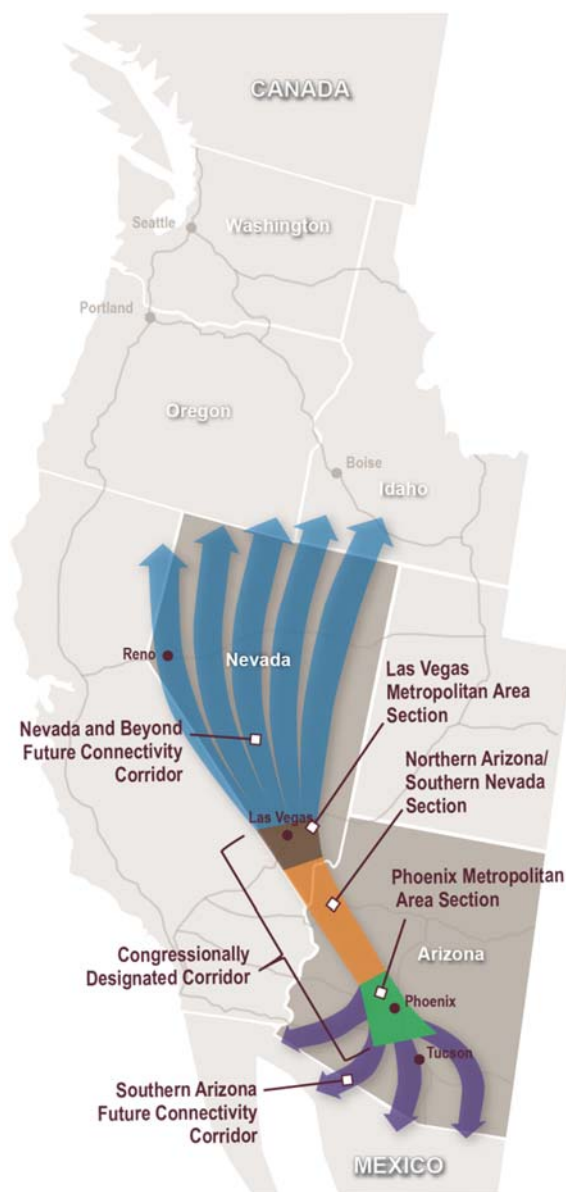 CANADA
Seattle
Washington
Portland
Oregon
Boise
Idaho
Reno
Nevada
Las Vegas
Metropolitan Area
Section
Nevada and Beyond
Future Connectivity
Corridor
Northern Arizona/
Southern Nevada
Section
Las Vegas
Phoenix Metropolitan
Area Section
Congressionally
Designated Corridor
Arizona
Phoenix
Tucson
Southern Arizona
Future Connectivity
Corridor
MEXICO